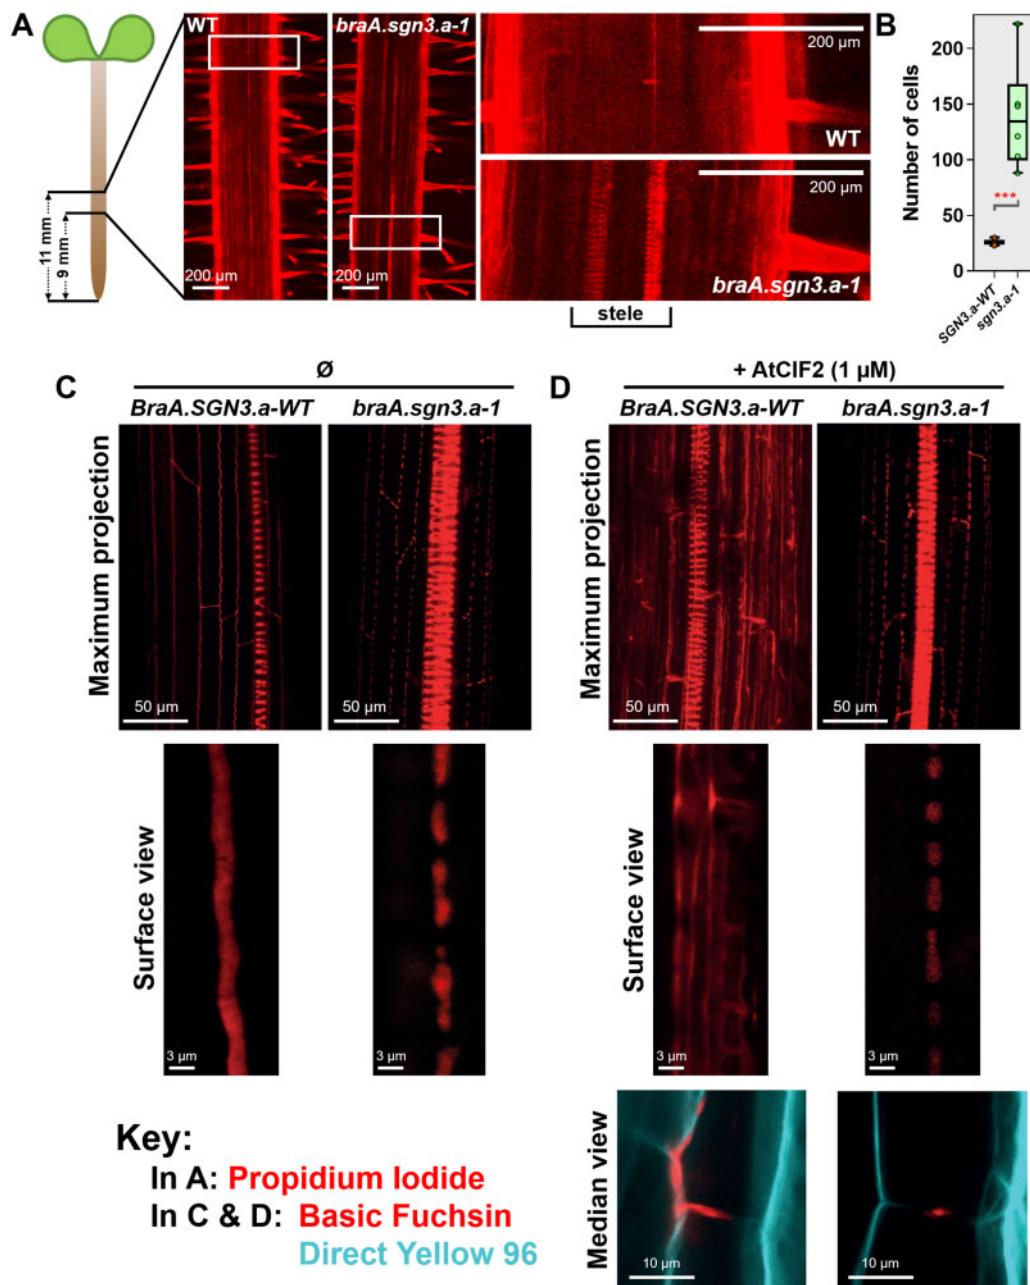 A
WT
braA.sgn3.a-1
200 µm
WT
200 µm
11 mm
9 mm
200 µm
200 µm
braA.sgn3.a-1
stele
B
Number of cells
200
150
100
50
0
***
SGN3.a-WT
sgn3.a-1
C
Ø
BraA.SGN3.a-WT
braA.sgn3.a-1
Maximum projection
50 µm
50 µm
Surface view
3 µm
3 µm
D
+ AtCIF2 (1 µM)
BraA.SGN3.a-WT
braA.sgn3.a-1
Maximum projection
50 µm
50 µm
Surface view
3 µm
3 µm
Median view
10 µm
10 µm
Key:
In A: Propidium Iodide
In C & D: Basic Fuchsin
Direct Yellow 96